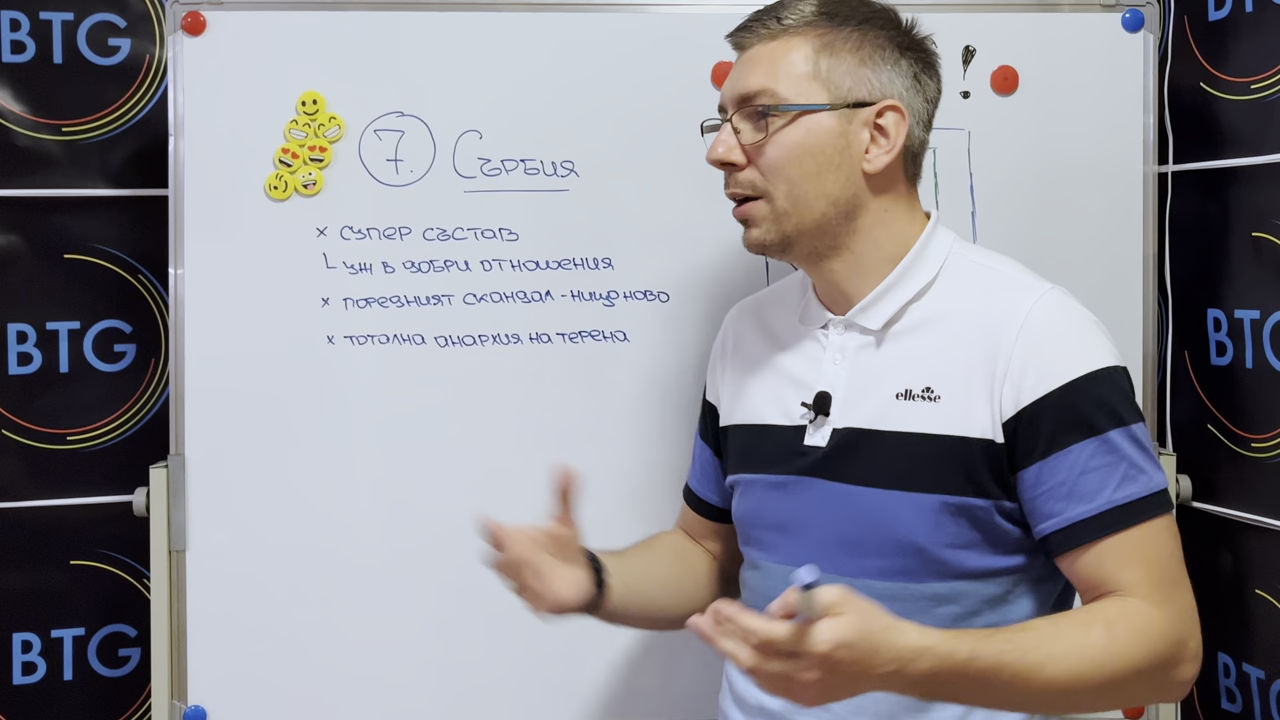 BTG
BTG
BTG
7. Сърбия
x супер състав
L уж в добри отношения
x поредният скандал - нищо ново
x тотална анархия на терена
!
ellesse
BTG
BTG
BTG